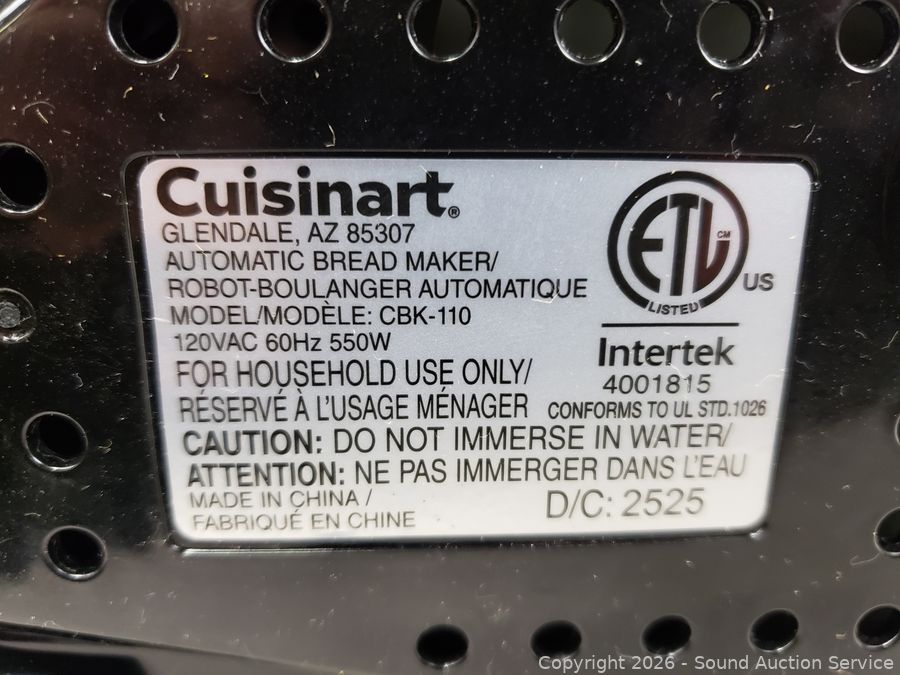 Cuisinart®
GLENDALE, AZ 85307
AUTOMATIC BREAD MAKER/
ROBOT-BOULANGER AUTOMATIQUE
MODEL/MODÈLE: CBK-110
120VAC 60Hz 550W
FOR HOUSEHOLD USE ONLY/
RÉSERVÉ À L'USAGE MÉNAGER
ETL CM
LISTED
US
Intertek
4001815
CONFORMS TO UL STD.1026
CAUTION: DO NOT IMMERSE IN WATER/
ATTENTION: NE PAS IMMERGER DANS L'EAU
MADE IN CHINA /
FABRIQUÉ EN CHINE
D/C: 2525
Copyright © 2026 - Sound Auction Service